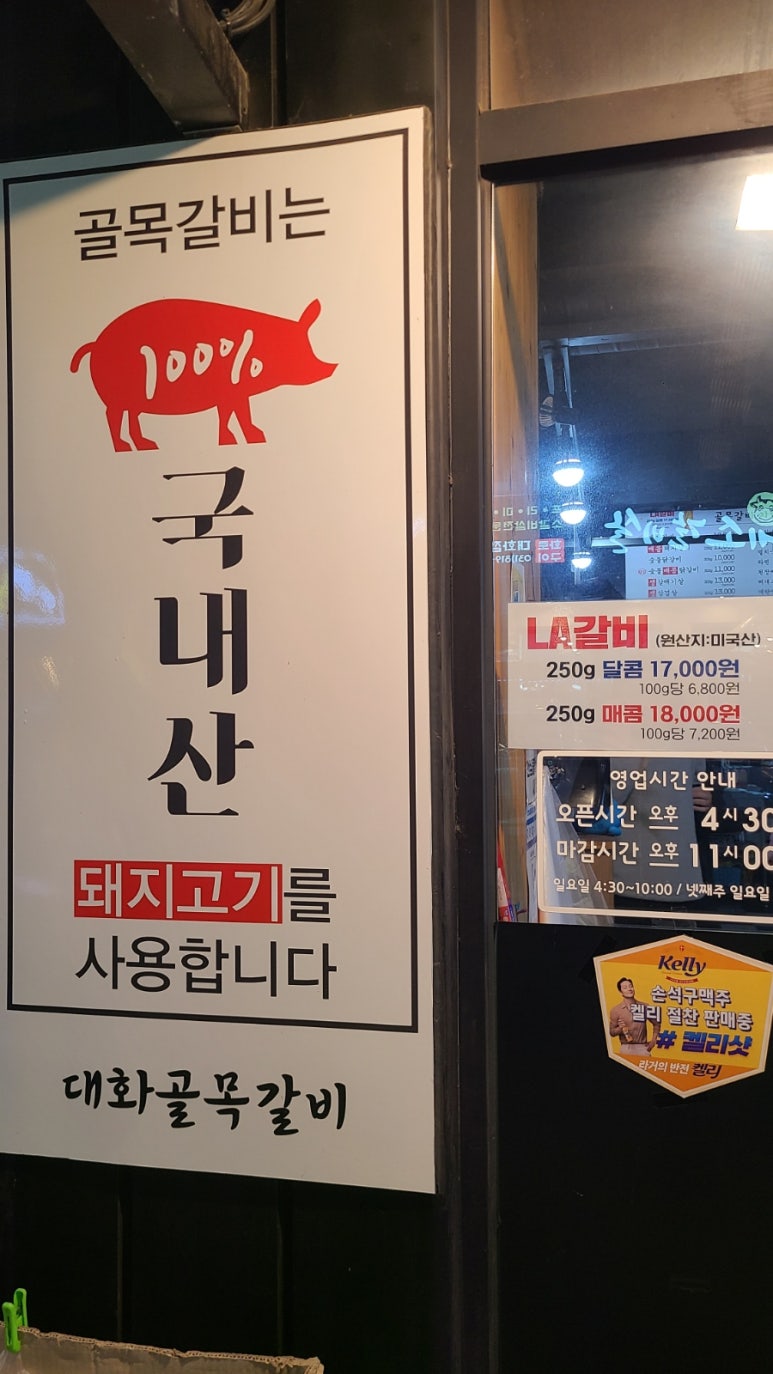 골목갈비는
100%
국내산
돼지고기를
사용합니다
대화골목갈비
LA갈비 (원산지:미국산)
250g 달콤 17,000원
100g당 6,800원
250g 매콤 18,000원
100g당 7,200원
영업시간 안내
오픈시간 오후 4시30
마감시간 오후 11시00
일요일 4:30~10:00 / 넷째주 일요일
Kelly
손석구맥주
켈리 절찬 판매중
# 켈리샷
라거의 반전 켈리